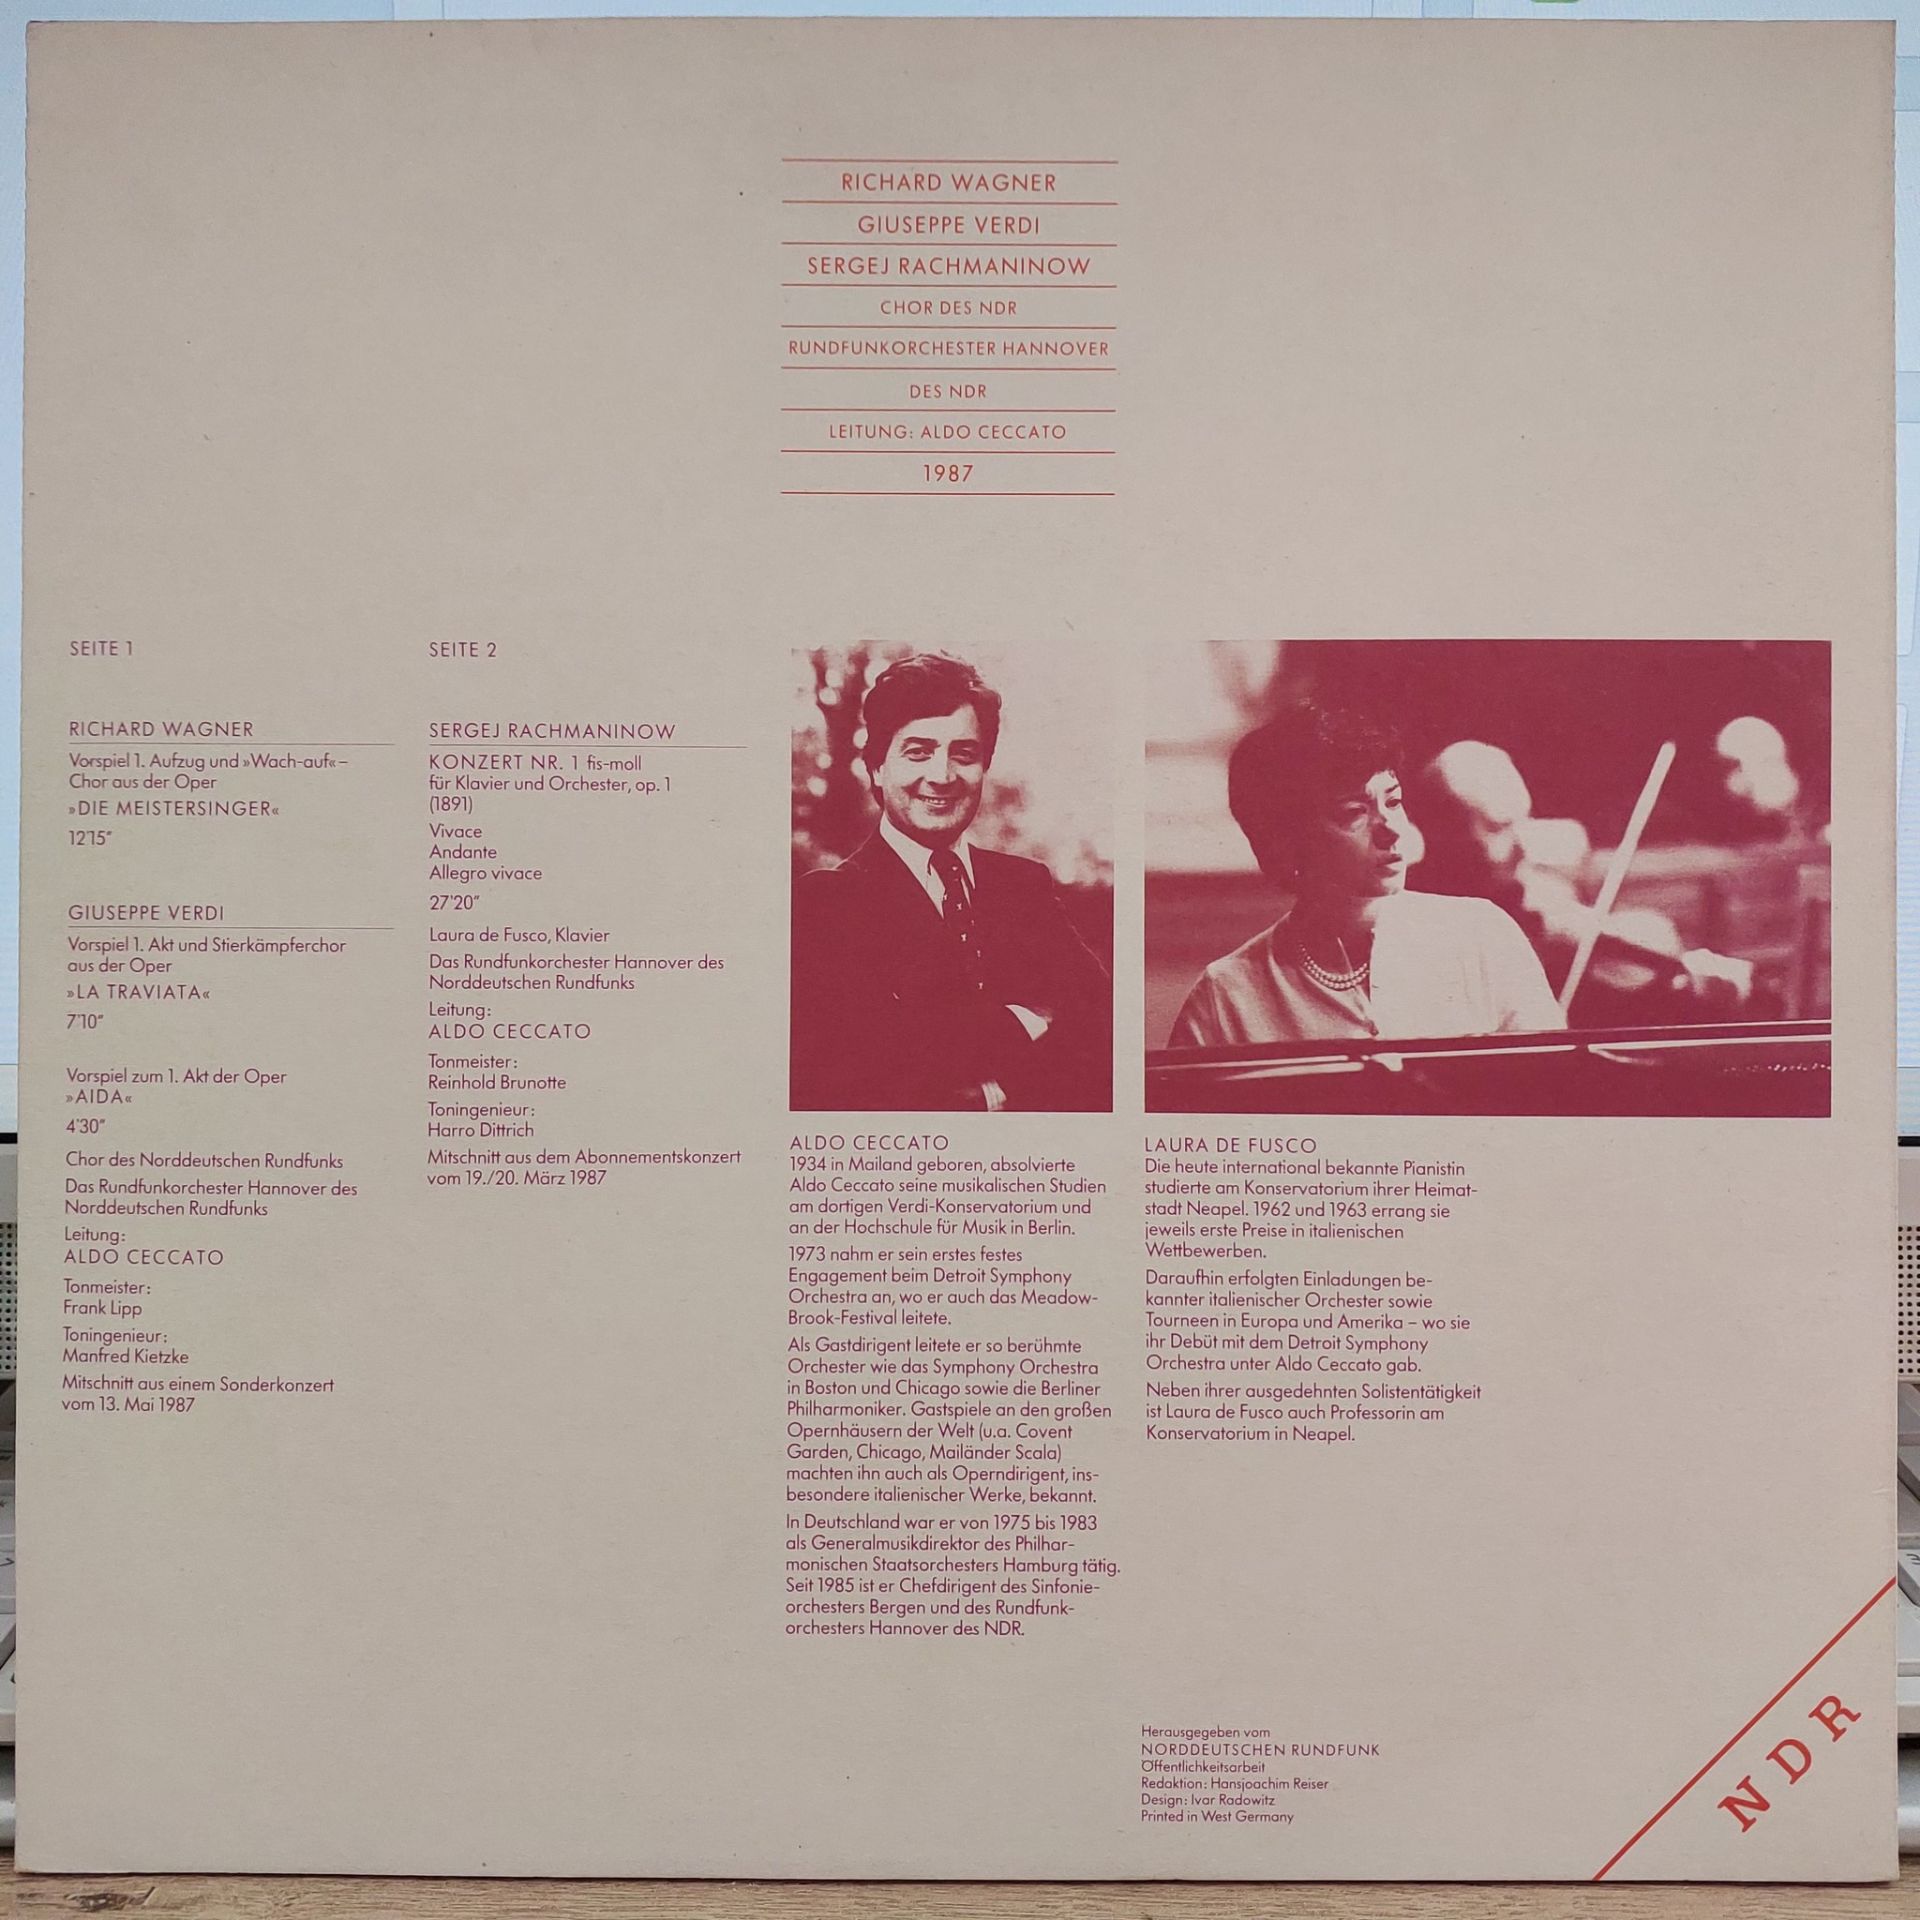 RICHARD WAGNER
GIUSEPPE VERDI
SERGEJ RACHMANINOW
CHOR DES NDR
RUNDFUNKORCHESTER HANNOVER
DES NDR
LEITUNG: ALDO CECCATO
1987
SEITE 1
RICHARD WAGNER
Vorspiel 1. Aufzug und »Wach-auf«–
Chor aus der Oper
»DIE MEISTERSINGER«
12'15"
GIUSEPPE VERDI
Vorspiel 1. Akt und Stierkämpferchor
aus der Oper
»LA TRAVIATA«
7'10"
Vorspiel zum 1. Akt der Oper
»AIDA«
4'30"
Chor des Norddeutschen Rundfunks
Das Rundfunkorchester Hannover des
Norddeutschen Rundfunks
Leitung:
ALDO CECCATO
Tonmeister:
Frank Lipp
Toningenieur:
Manfred Kietzke
Mitschnitt aus einem Sonderkonzert
vom 13. Mai 1987
SEITE 2
SERGEJ RACHMANINOW
KONZERT NR. 1 fis-moll
für Klavier und Orchester, op. 1
(1891)
Vivace
Andante
Allegro vivace
27'20"
Laura de Fusco, Klavier
Das Rundfunkorchester Hannover des
Norddeutschen Rundfunks
Leitung:
ALDO CECCATO
Tonmeister:
Reinhold Brunotte
Toningenieur:
Harro Dittrich
Mitschnitt aus dem Abonnementskonzert
vom 19./20. März 1987
ALDO CECCATO
1934 in Mailand geboren, absolvierte
Aldo Ceccato seine musikalischen Studien
am dortigen Verdi-Konservatorium und
an der Hochschule für Musik in Berlin.
1973 nahm er sein erstes festes
Engagement beim Detroit Symphony
Orchestra an, wo er auch das Meadow-
Brook-Festival leitete.
Als Gastdirigent leitete er so berühmte
Orchester wie das Symphony Orchestra
in Boston und Chicago sowie die Berliner
Philharmoniker. Gastspiele an den großen
Opernhäusern der Welt (u.a. Covent
Garden, Chicago, Mailänder Scala)
machten ihn auch als Operndirigent, ins-
besondere italienischer Werke, bekannt.
In Deutschland war er von 1975 bis 1983
als Generalmusikdirektor des Philhar-
monischen Staatsorchesters Hamburg tätig.
Seit 1985 ist er Chefdirigent des Sinfonie-
orchesters Bergen und des Rundfunk-
orchesters Hannover des NDR.
LAURA DE FUSCO
Die heute international bekannte Pianistin
studierte am Konservatorium ihrer Heimat-
stadt Neapel. 1962 und 1963 errang sie
jeweils erste Preise in italienischen
Wettbewerben.
Daraufhin erfolgten Einladungen be-
kannter italienischer Orchester sowie
Tourneen in Europa und Amerika – wo sie
ihr Debüt mit dem Detroit Symphony
Orchestra unter Aldo Ceccato gab.
Neben ihrer ausgedehnten Solistentätigkeit
ist Laura de Fusco auch Professorin am
Konservatorium in Neapel.
Herausgegeben vom
NORDDEUTSCHEN RUNDFUNK
Öffentlichkeitsarbeit
Redaktion: Hansjoachim Reiser
Design: Ivar Radowitz
Printed in West Germany
NDR